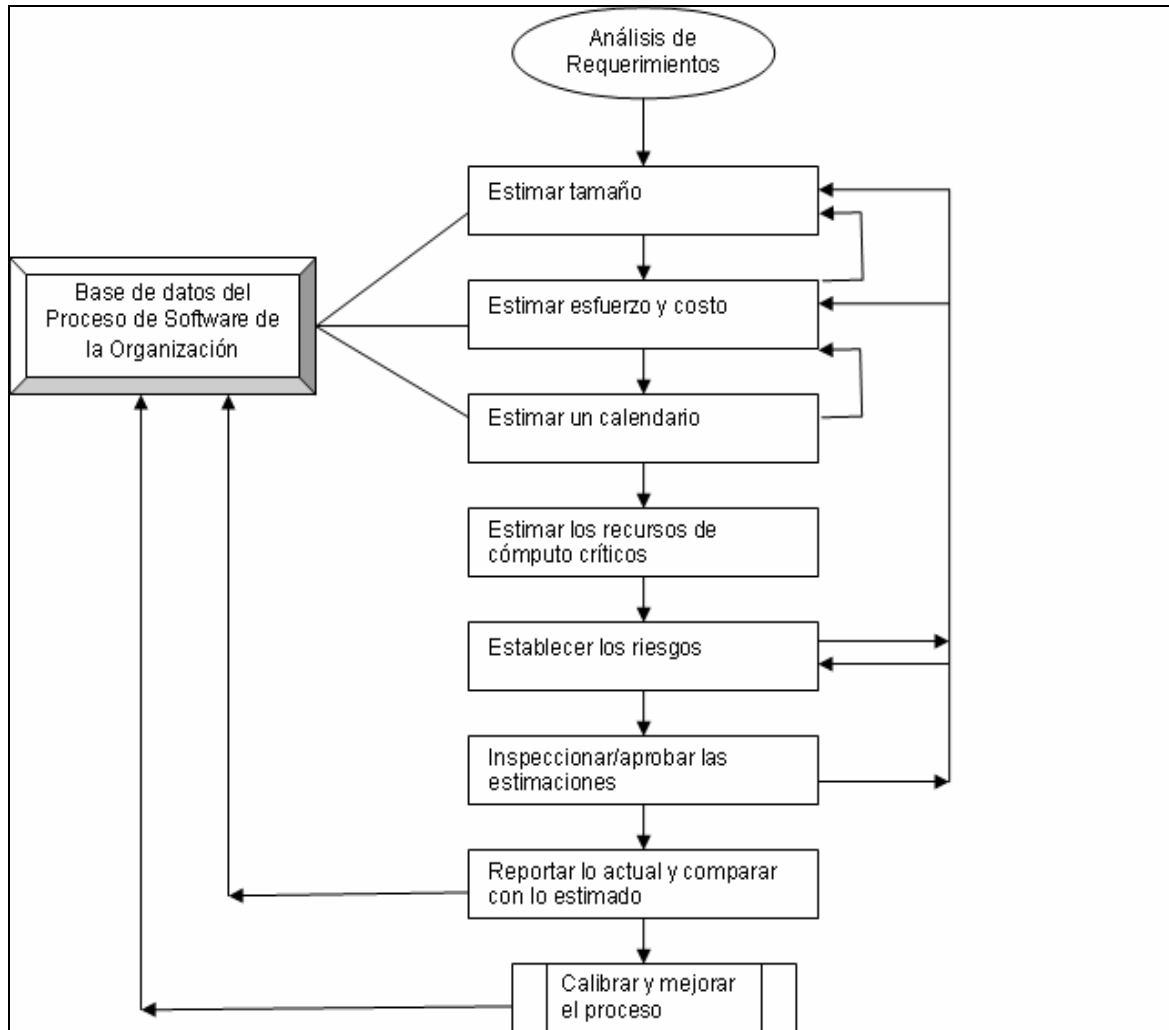 Análisis de
Requerimientos
Estimar tamaño
Base de datos del
Proceso de Software de
la Organización
Estimar esfuerzo y costo
Estimar un calendario
Estimar los recursos de
cómputo críticos
Establecer los riesgos
Inspeccionar/aprobar las
estimaciones
Reportar lo actual y comparar
con lo estimado
Calibrar y mejorar
el proceso